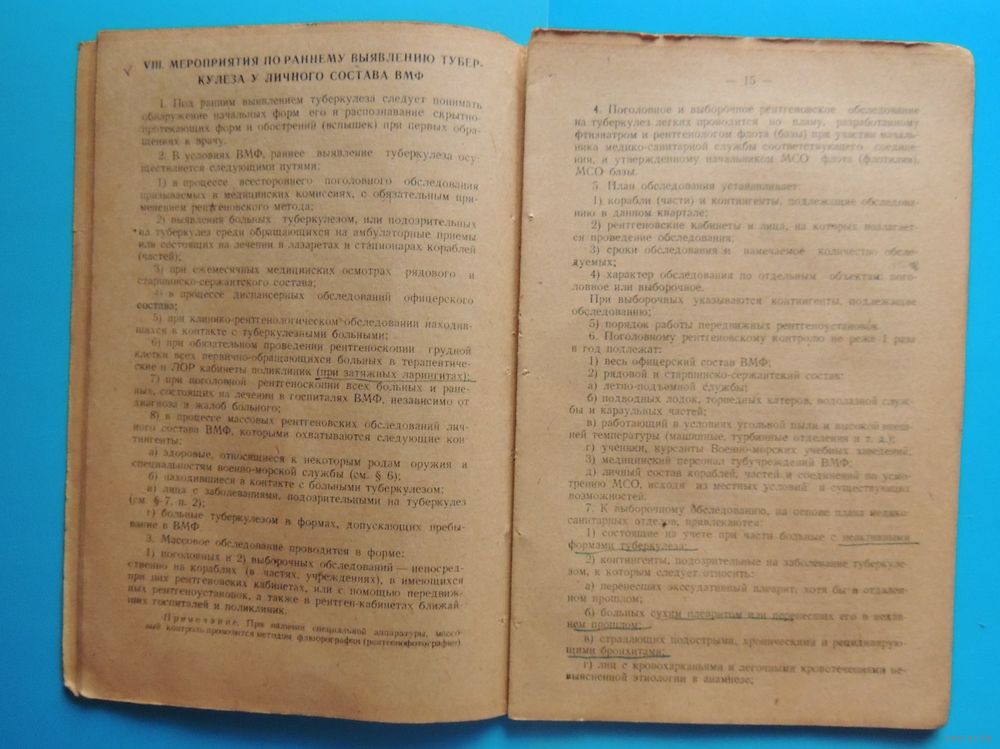 VIII. МЕРОПРИЯТИЯ ПО РАННЕМУ ВЫЯВЛЕНИЮ ТУБЕР-
КУЛЕЗА У ЛИЧНОГО СОСТАВА ВМФ
1. Под ранним выявлением туберкулеза следует понимать
обнаружение начальных форм его и распознавание скрытно-
протекающих форм и обострений (вспышек) при первых обра-
щениях к врачу.
2. В условиях ВМФ, раннее выявление туберкулеза осу-
ществляется следующими путями:
1) в процессе всестороннего поголовного обследования
призываемых в медицинских комиссиях, с обязательным при-
менением рентгеновского метода;
2) выявления больных туберкулезом, или подозрительных
на туберкулез среди обращающихся на амбулаторные приемы
или состоящих на лечении в лазаретах и стационарах кораблей
(частей);
3) при ежемесячных медицинских осмотрах рядового и
старшинско-сержантского состава;
4) в процессе диспансерных обследований офицерского
состава;
5) при клинико-рентгенологическом обследовании находив-
шихся в контакте с туберкулезными больными;
6) при обязательном проведении рентгеноскопии грудной
клетки всех первично-обращающихся больных в терапевтиче-
ские и ЛОР кабинеты поликлиник (при затяжных ларингитах);
7) при поголовной рентгеноскопии всех больных и ране-
ных, состоящих на лечении в госпиталях ВМФ, независимо от
диагноза и жалоб больного;
8) в процессе массовых рентгеновских обследований лич-
ного состава ВМФ, которыми охватываются следующие кон
тингенты:
а) здоровые, относящиеся к некоторым родам оружия и
специальностям военно-морской службы (см. § 6);
б) находившиеся в контакте с больными туберкулезом;
в) лица с заболеваниями, подозрительными на туберкулез
(см. § 7, п. 2);
г) больные туберкулезом в формах, допускающих пребы-
вание в ВМФ
3. Массовое обследование проводится в форме:
1) поголовных и 2) выборочных обследований — непосред-
ственно на кораблях (в частях, учреждениях), в имеющихся
при них рентгеновских кабинетах, или с помощью передвиж-
ных рентгеноустановок, а также в рентген-кабинетах ближай-
ших госпиталей и поликлиник.
Примечание. При наличии специальной аппаратуры, массо-
вый контроль проводится методом флюорографии (рентгенофотографии)
— 15 —
4. Поголовное и выборочное рентгеновское обследование
на туберкулез легких проводится по плану, разработанному
фтизиатром и рентгенологом флота (базы) при участии началь-
ника медико-санитарной службы соответствующего соедине-
ния, и утвержденному начальником МСО флота (флотилии),
МСО базы.
5. План обследования устанавливает:
1) корабли (части) и контингенты, подлежащие обследова-
нию в данном квартале;
2) рентгеновские кабинеты и лица, на которых возлагает-
ся проведение обследования;
3) сроки обследования и намечаемое количество обсле-
дуемых;
4) характер обследования по отдельным объектам: пого-
ловное или выборочное.
При выборочных указываются контингенты, подлежащие
обследованию;
5) порядок работы передвижных рентгеноустановок
6. Поголовному рентгеновскому контролю не реже 1 раза
в год подлежат:
1) весь офицерский состав ВМФ;
2) рядовой и старшинско-сержантский состав:
а) летно-подъемной службы;
б) подводных лодок, торпедных катеров, водолазной служ-
бы и караульных частей;
в) работающий в условиях угольной пыли и высокой внеш-
ней температуры (машинные, турбинные отделения и т. д.);
г) ученики, курсанты Военно-морских учебных заведений;
3) медицинский персонал тубучреждений ВМФ;
д) личный состав кораблей, частей и соединений по усмо-
трению МСО, исходя из местных условий и существующих
возможностей.
7. К выборочному обследованию, на основе плана медико-
санитарных отделов, привлекаются:
1) состоящие на учете при части больные с неактивными
формами туберкулеза;
2) контингенты, подозрительные на заболевание туберкуле-
зом, к которым следует относить:
а) перенесших экссудативный плеврит, хотя бы в отдален-
ном прошлом;
б) больных сухим плевритом или перенесших его в недав-
нем прошлом;
в) страдающих подострыми, хроническими и рецидивирую-
щими бронхитами;
г) лиц с кровохарканьями и легочными кровотечениями не-
выясненной этиологии в анамнезе;